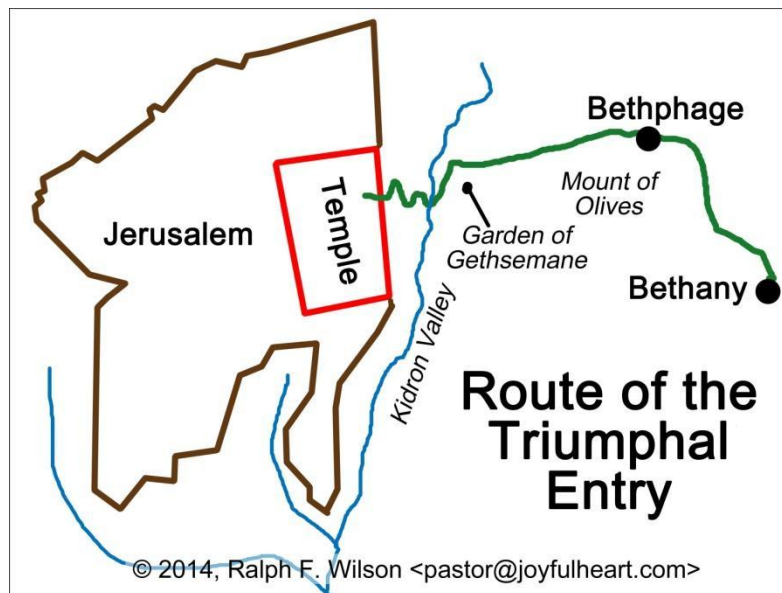 Bethphage
Mount of
Olives
Jerusalem
Temple
Garden of
Gethsemane
Bethany
Kidron Valley
Route of the
Triumphal
Entry
© 2014, Ralph F. Wilson <pastor@joyfulheart.com>